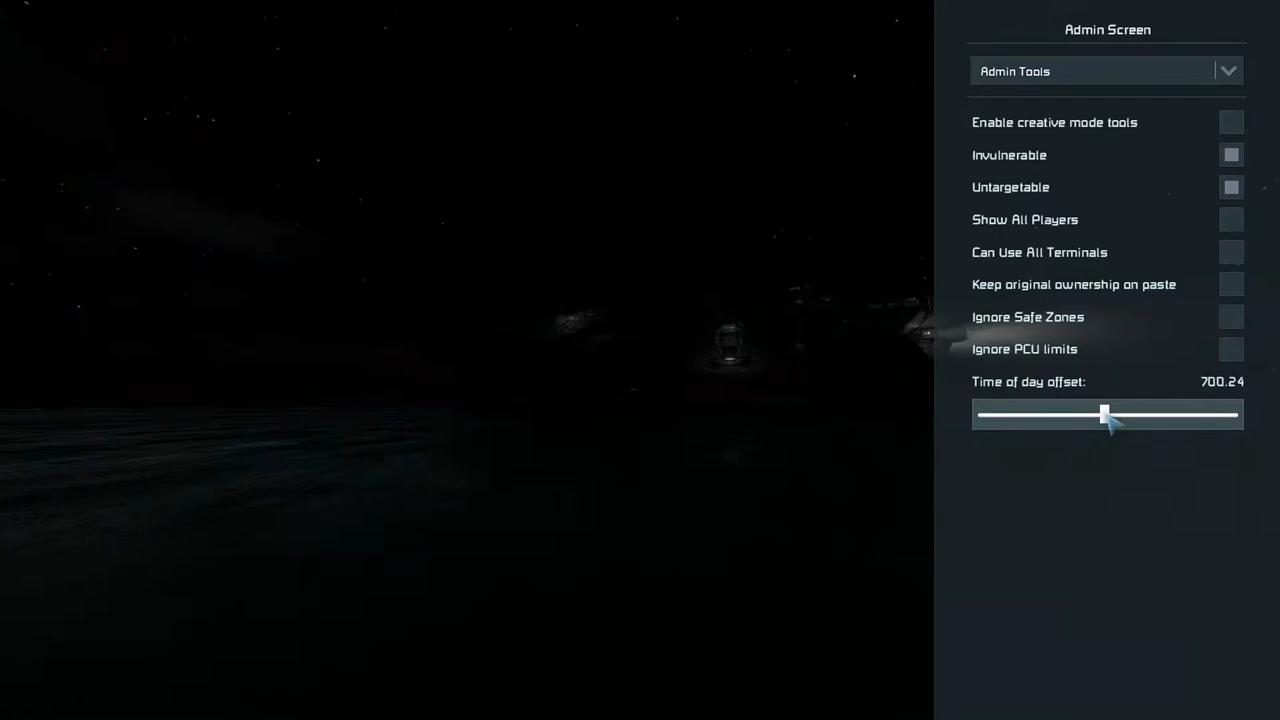 Admin Screen
Admin Tools
Enable creative mode tools
Invulnerable
Untargetable
Show All Players
Can Use All Terminals
Keep original ownership on paste
Ignore Safe Zones
Ignore PCU limits
Time of day offset: 700.24